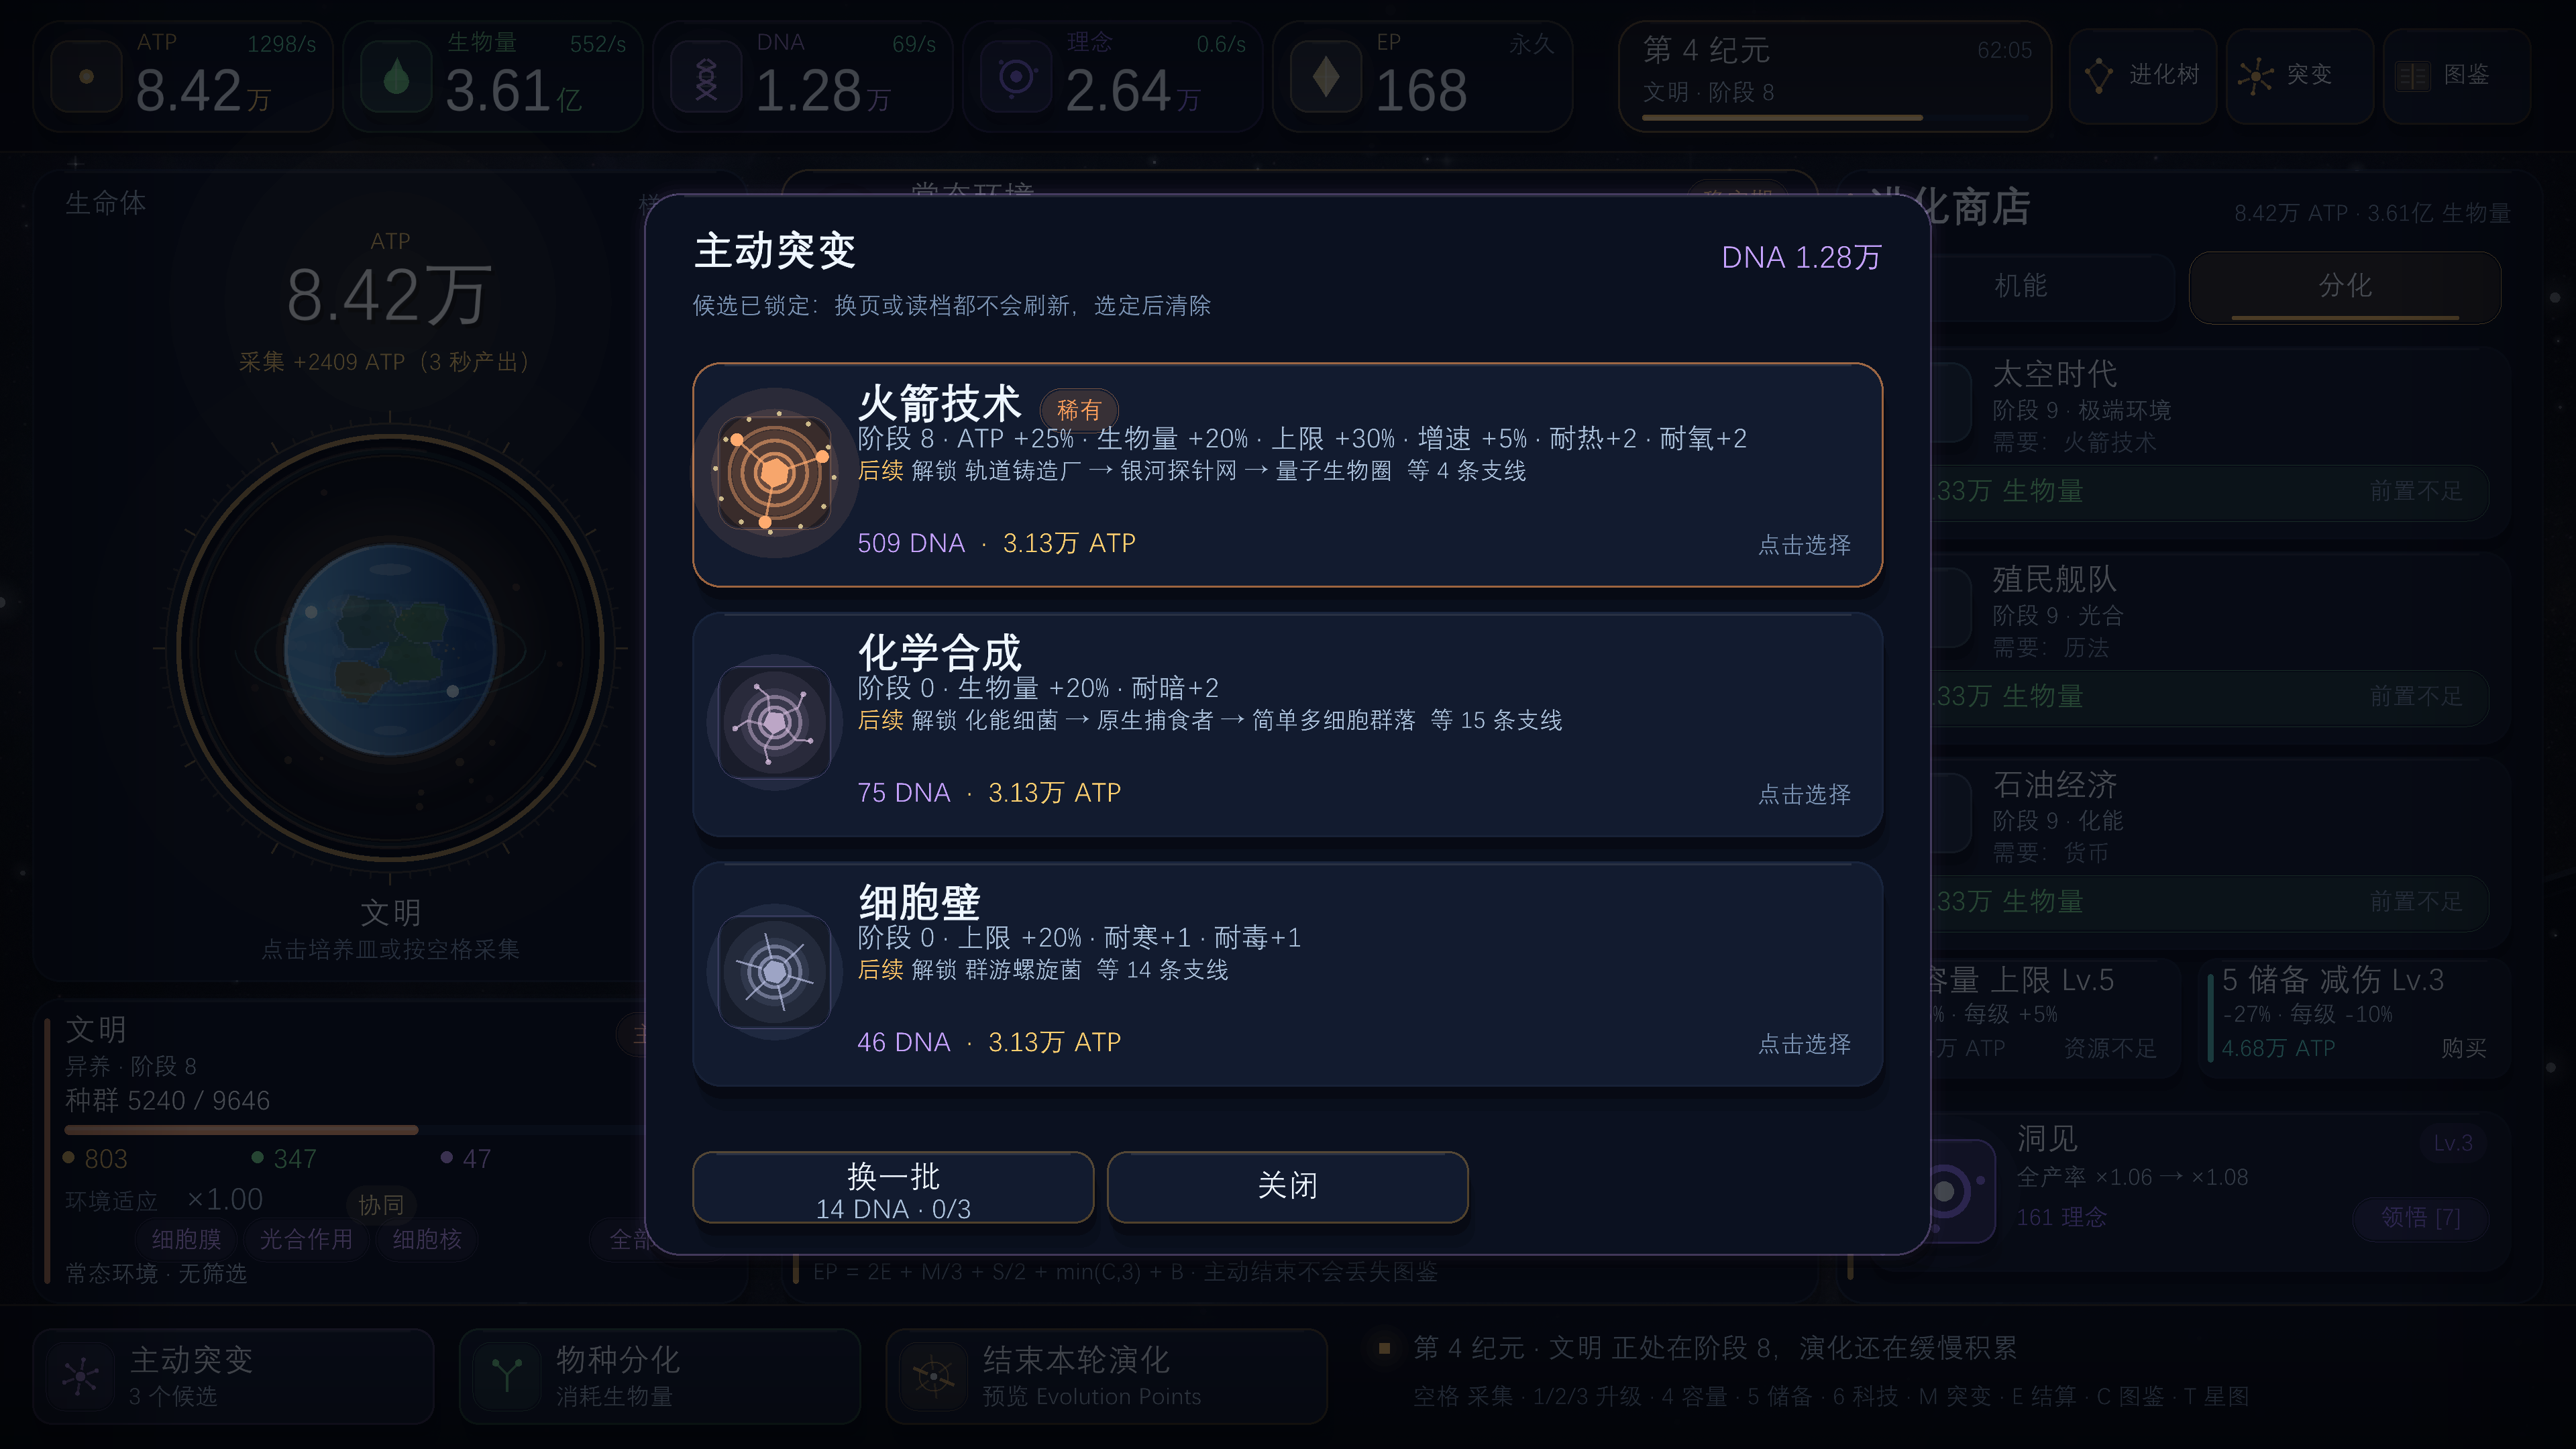 ATP 1298/s
8.42万
生物量 552/s
3.61亿
DNA 69/s
1.28万
理念 0.6/s
2.64万
EP 永久
168
第 4 纪元 62:05
文明 · 阶段 8
进化树
突变
图鉴
生命体
ATP
8.42万
采集 +2409 ATP（3 秒产出）
文明
点击培养皿或按空格采集
文明
异养 · 阶段 8
种群 5240 / 9646
803 347 47
环境适应 ×1.00 协同
细胞膜 光合作用 细胞核 全部
常态环境 · 无筛选
常态环境
主动突变
DNA 1.28万
候选已锁定：换页或读档都不会刷新，选定后清除
火箭技术 稀有
阶段 8 · ATP +25% · 生物量 +20% · 上限 +30% · 增速 +5% · 耐热+2 · 耐氧+2
后续 解锁 轨道铸造厂 → 银河探针网 → 量子生物圈 等 4 条支线
509 DNA · 3.13万 ATP
点击选择
化学合成
阶段 0 · 生物量 +20% · 耐暗+2
后续 解锁 化能细菌 → 原生捕食者 → 简单多细胞群落 等 15 条支线
75 DNA · 3.13万 ATP
点击选择
细胞壁
阶段 0 · 上限 +20% · 耐寒+1 · 耐毒+1
后续 解锁 群游螺旋菌 等 14 条支线
46 DNA · 3.13万 ATP
点击选择
换一批
14 DNA · 0/3
关闭
EP = 2E + M/3 + S/2 + min(C,3) + B · 主动结束不会丢失图鉴
化商店
8.42万 ATP · 3.61亿 生物量
机能
分化
太空时代
阶段 9 · 极端环境
需要：火箭技术
.33万 生物量 前置不足
殖民舰队
阶段 9 · 光合
需要：历法
.33万 生物量 前置不足
石油经济
阶段 9 · 化能
需要：货币
.33万 生物量 前置不足
容量 上限 Lv.5
% · 每级 +5%
万 ATP 资源不足
5 储备 减伤 Lv.3
-27% · 每级 -10%
4.68万 ATP 购买
洞见 Lv.3
全产率 ×1.06 → ×1.08
161 理念 领悟 [7]
主动突变
3 个候选
物种分化
消耗生物量
结束本轮演化
预览 Evolution Points
第 4 纪元 · 文明 正处在阶段 8，演化还在缓慢积累
空格 采集 · 1/2/3 升级 · 4 容量 · 5 储备 · 6 科技 · M 突变 · E 结算 · C 图鉴 · T 星图